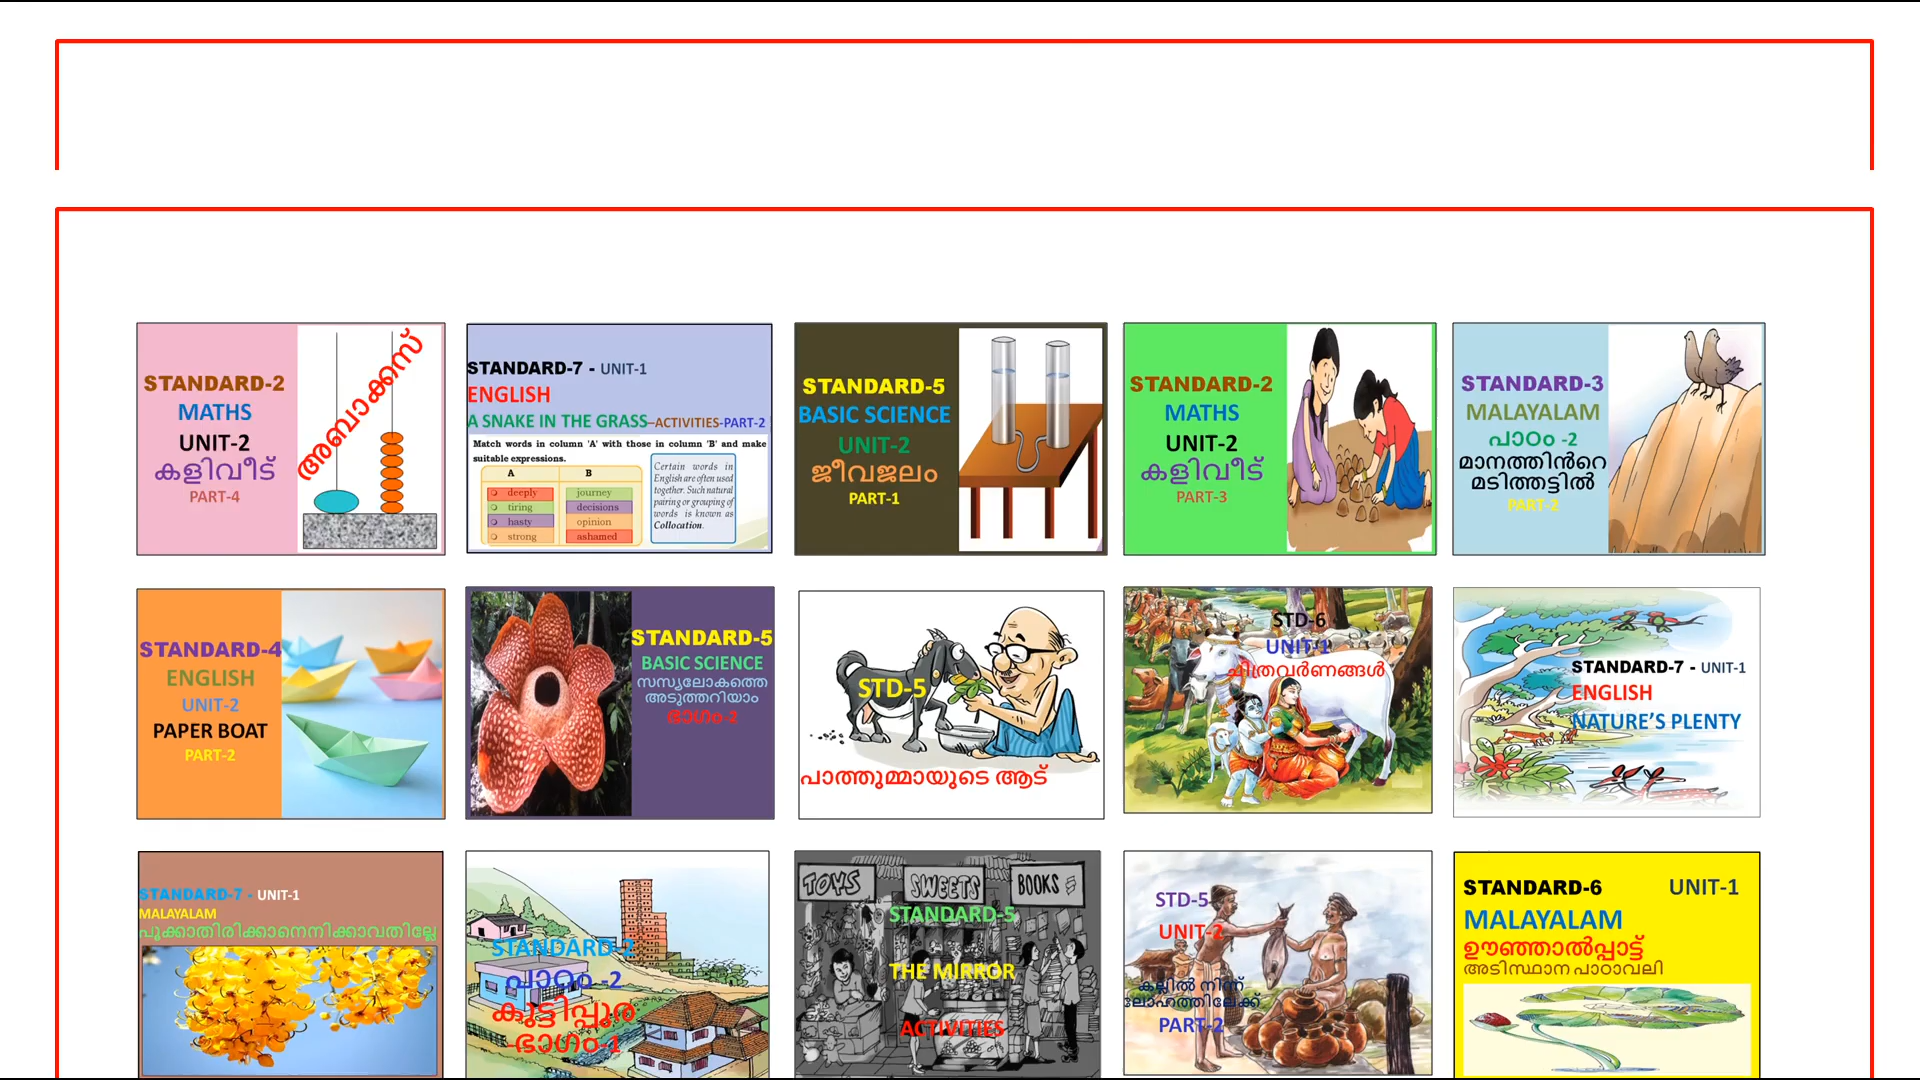 STANDARD-2
MATHS
UNIT-2
കളിവീട്
PART-4
അബാക്കസ്
STANDARD-7 - UNIT-1
ENGLISH
A SNAKE IN THE GRASS–ACTIVITIES-PART-2
Match words in column 'A' with those in column 'B' and make
suitable expressions.
A B
deeply journey
tiring decisions
hasty opinion
strong ashamed
Certain words in
English are often used
together. Such natural
pairing or grouping of
words is known as
Collocation.
STANDARD-5
BASIC SCIENCE
UNIT-2
ജീവജലം
PART-1
STANDARD-2
MATHS
UNIT-2
കളിവീട്
PART-3
STANDARD-3
MALAYALAM
പാഠം -2
മാനത്തിൻറെ
മടിത്തട്ടിൽ
PART-2
STANDARD-4
ENGLISH
UNIT-2
PAPER BOAT
PART-2
STANDARD-5
BASIC SCIENCE
സസ്യലോകത്തെ
അടുത്തറിയാം
ഭാഗം-2
STD-5
പാത്തുമ്മായുടെ ആട്
STD-6
UNIT-1
ചിത്രവർണങ്ങൾ
STANDARD-7 - UNIT-1
ENGLISH
NATURE'S PLENTY
STANDARD-7 - UNIT-1
MALAYALAM
പൂക്കാതിരിക്കാനെനിക്കാവതില്ലേ
STANDARD-2
പാഠം -2
കുട്ടിപ്പുര
-ഭാഗം-1
TOYS SWEETS BOOKS
STANDARD-5
THE MIRROR
ACTIVITIES
STD-5
UNIT-2
കല്ലിൽ നിന്ന്
ലോഹത്തിലേക്ക്
PART-2
STANDARD-6 UNIT-1
MALAYALAM
ഊഞ്ഞാൽപ്പാട്ട്
അടിസ്ഥാന പാഠാവലി